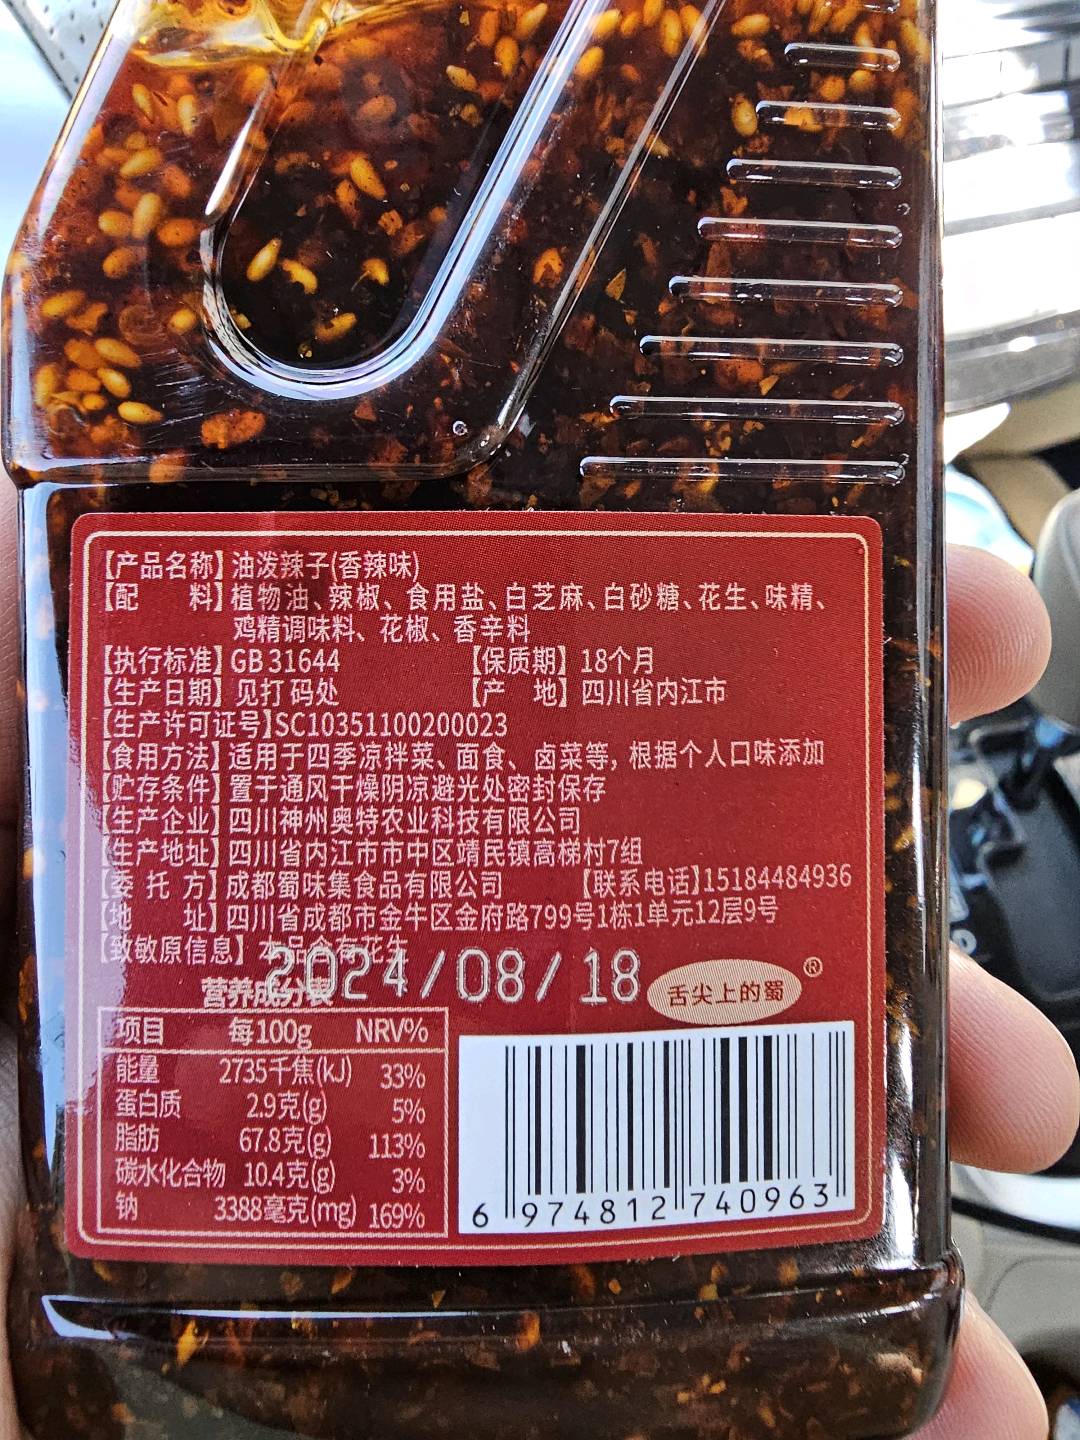 【产品名称】油泼辣子(香辣味)
【配 料】植物油、辣椒、食用盐、白芝麻、白砂糖、花生、味精、
鸡精调味料、花椒、香辛料
【执行标准】GB 31644 【保质期】18个月
【生产日期】见打码处 【产 地】四川省内江市
【生产许可证号】SC10351100200023
【食用方法】适用于四季凉拌菜、面食、卤菜等，根据个人口味添加
【贮存条件】置于通风干燥阴凉避光处密封保存
【生产企业】四川神州奥特农业科技有限公司
【生产地址】四川省内江市市中区靖民镇高梯村7组
【委托方】成都蜀味集食品有限公司 【联系电话】15184484936
【地 址】四川省成都市金牛区金府路799号1栋1单元12层9号
【致敏原信息】本品含有花生
2024/08/18
舌尖上的蜀®
营养成分表
项目 每100g NRV%
能量 2735千焦(kJ) 33%
蛋白质 2.9克(g) 5%
脂肪 67.8克(g) 113%
碳水化合物 10.4克(g) 3%
钠 3388毫克(mg) 169%
6 974812 740963